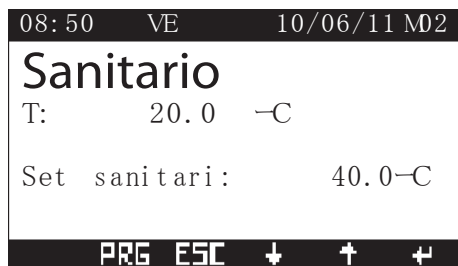 08:50 VE 10/06/11 M02
Sanitario
T: 20.0 —C
Set sanitari: 40.0—C
PRG ESC ↓ ↑ ↵